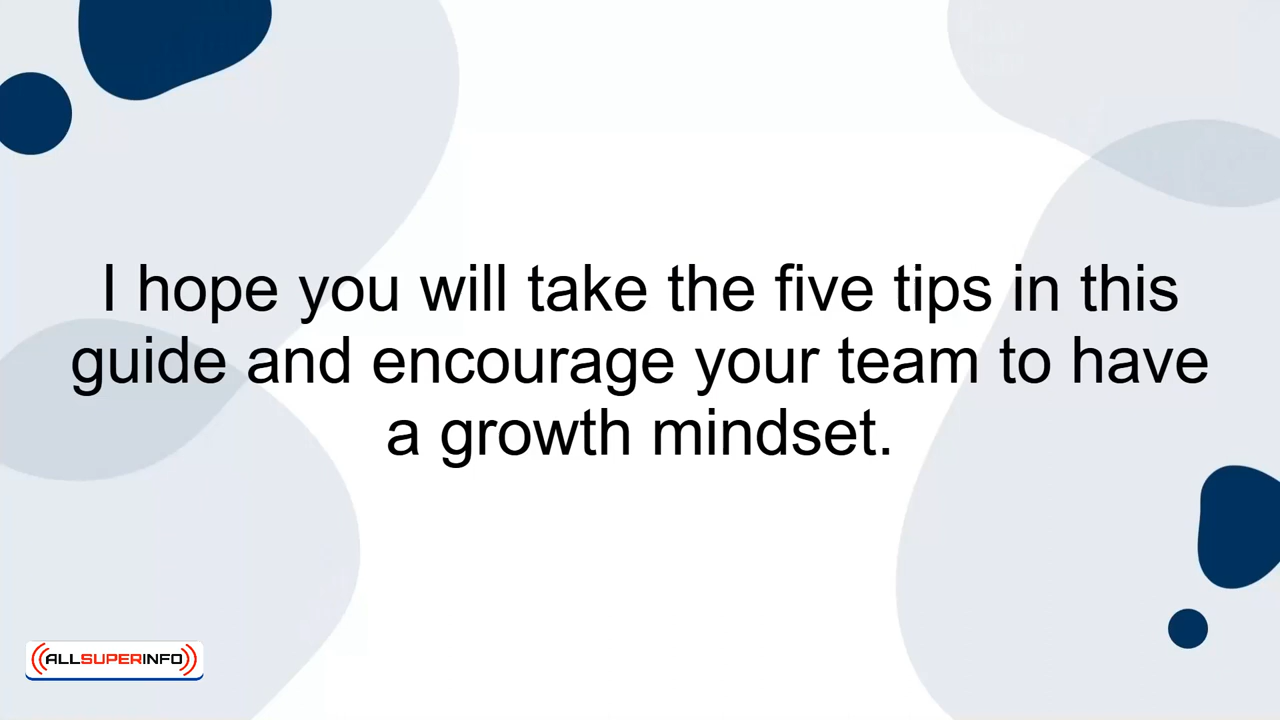 I hope you will take the five tips in this
guide and encourage your team to have
a growth mindset.
ALLSUPERINFO